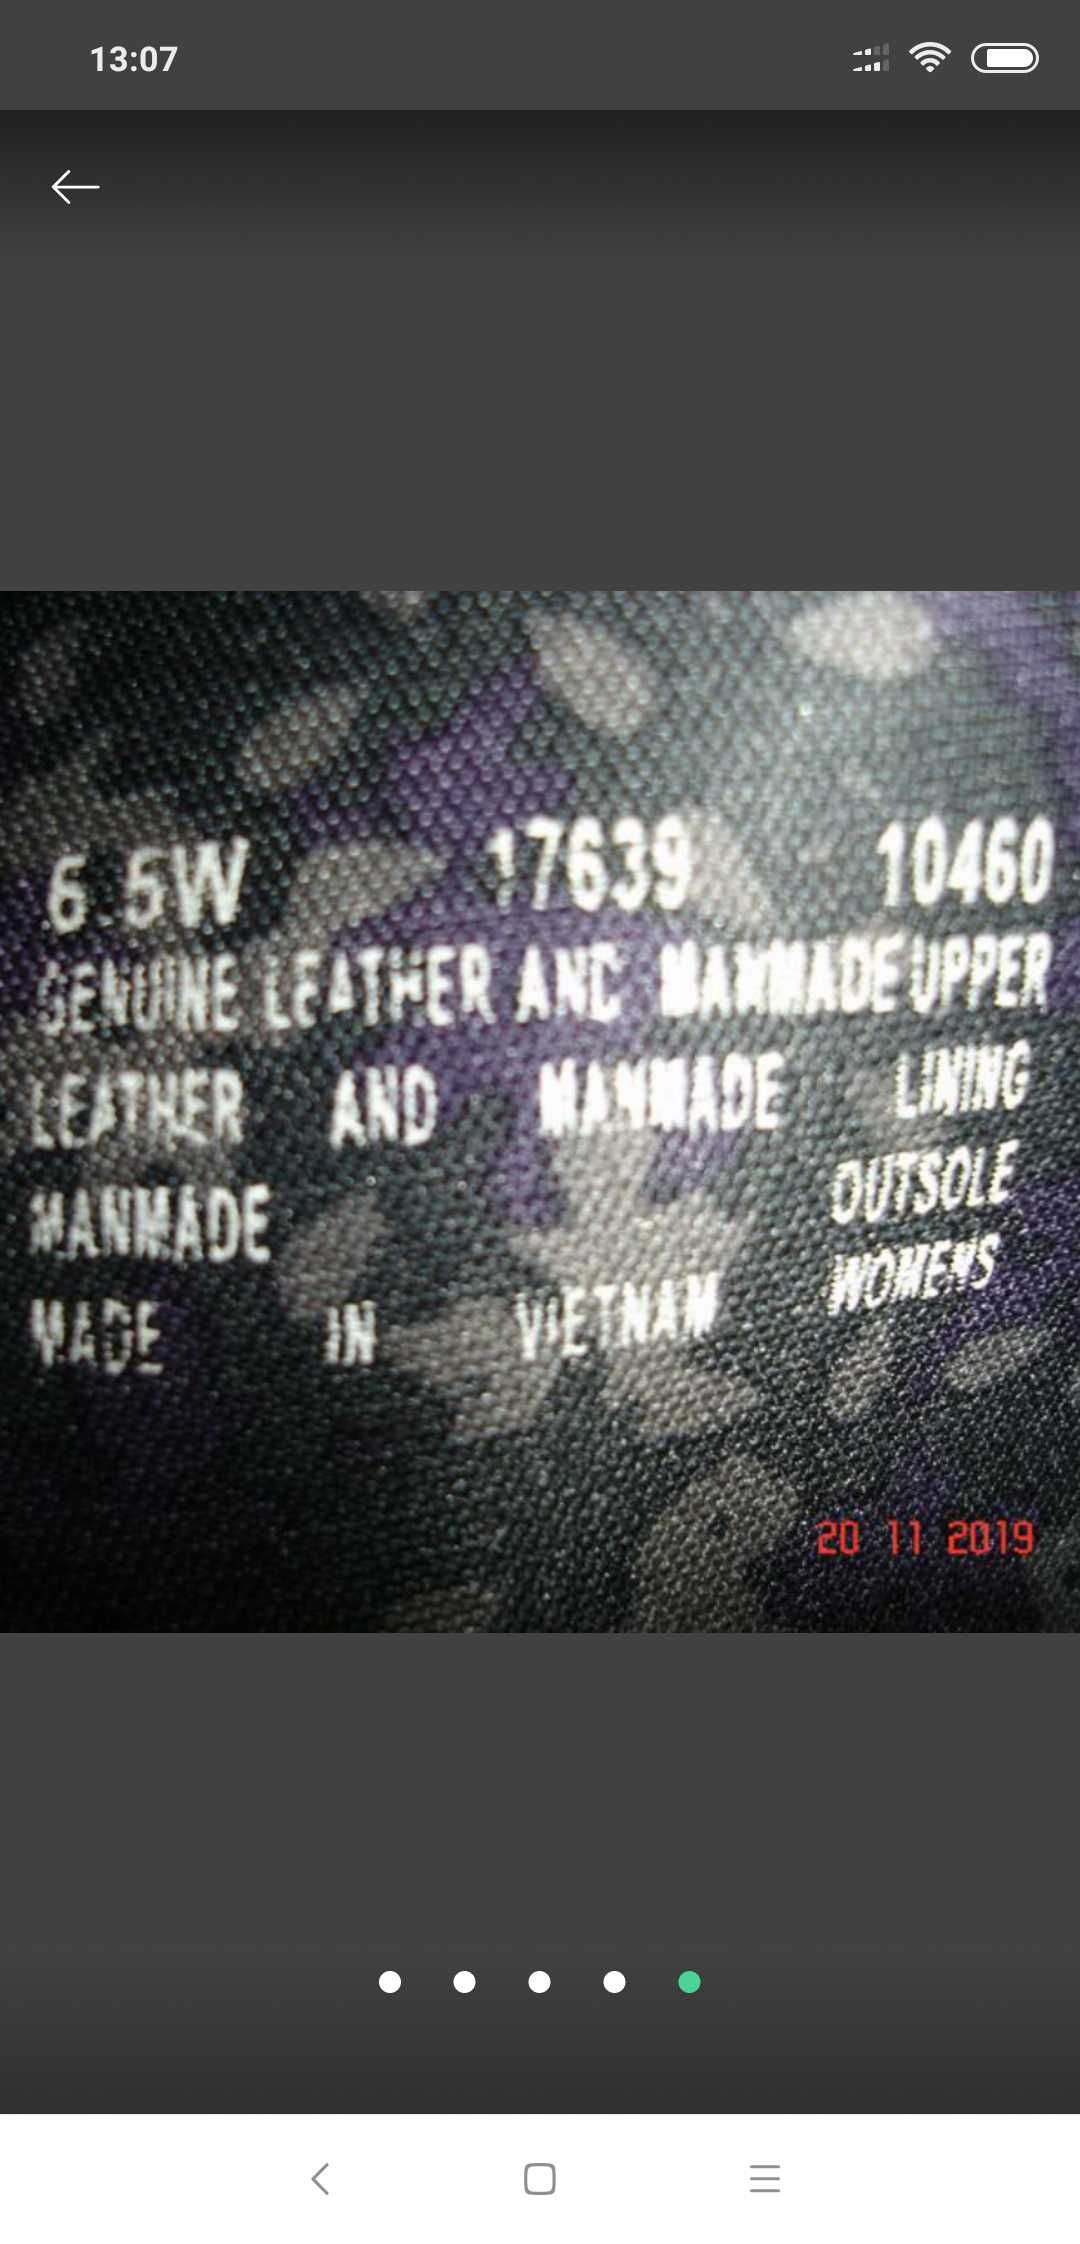 13:07
6.5W 17639 10460
GENUINE LEATHER AND MANMADE UPPER
LEATHER AND MANMADE LINING
MANMADE OUTSOLE
MADE IN VIETNAM WOMENS
20 11 2019